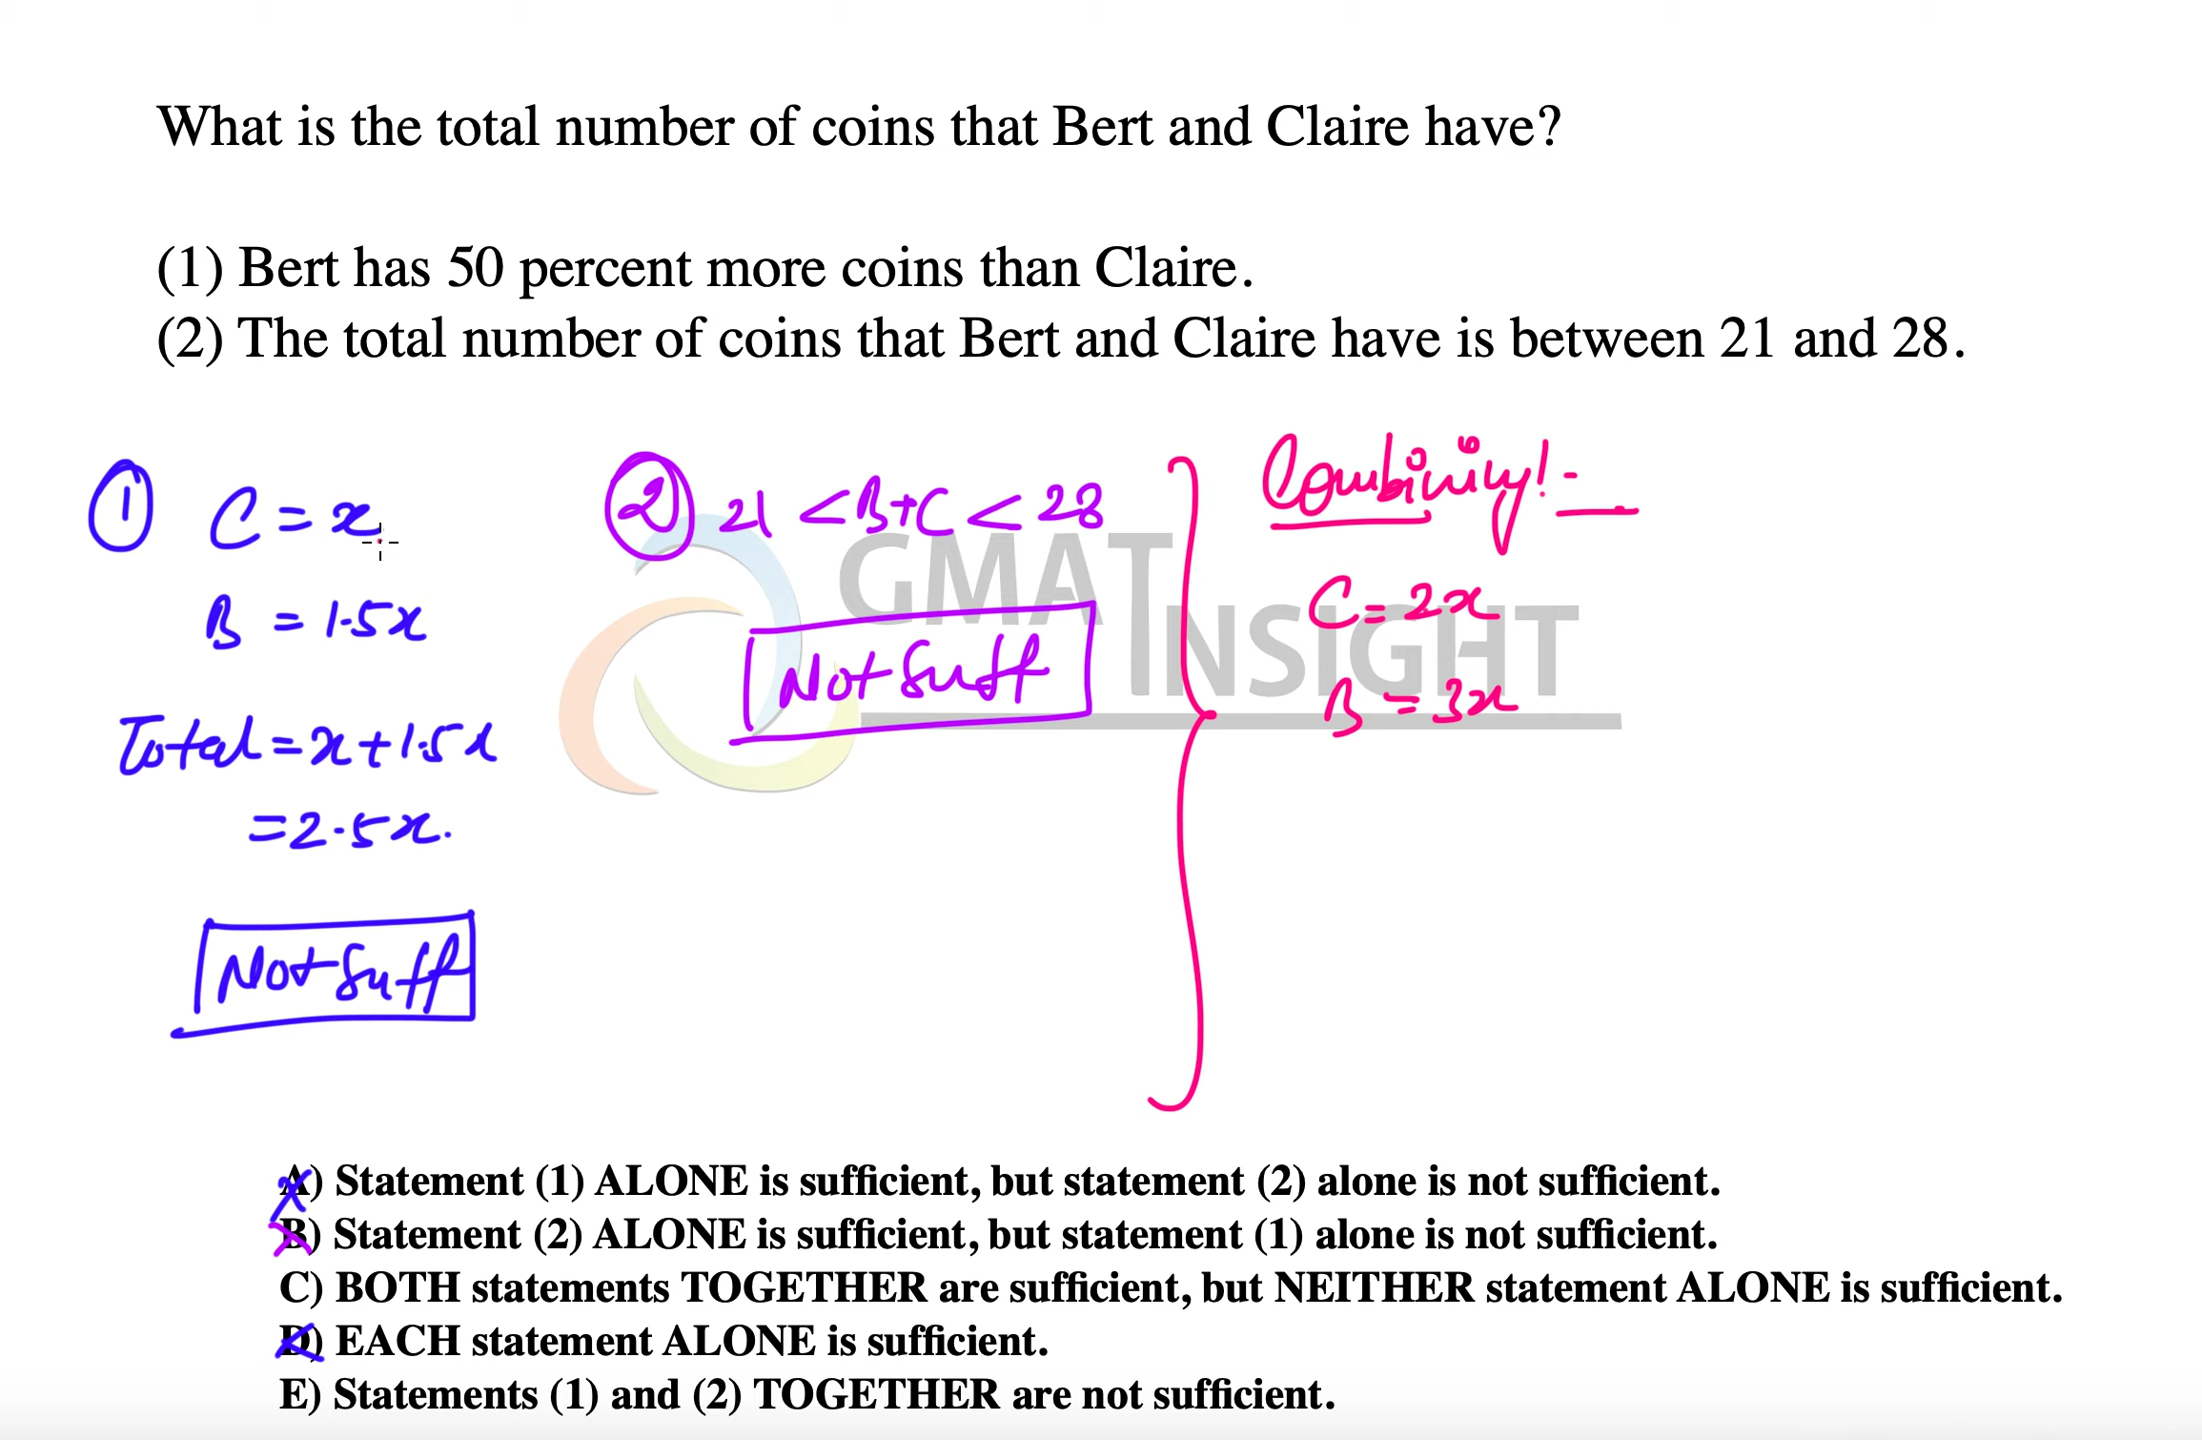 What is the total number of coins that Bert and Claire have?
(1) Bert has 50 percent more coins than Claire.
(2) The total number of coins that Bert and Claire have is between 21 and 28.
① C = x
B = 1.5x
Total = x + 1.5x
= 2.5x.
Not Suff
② 21 < B+C < 28
Not Suff
Combining! -
C = 2x
B = 3x
GMAT INSIGHT
A) Statement (1) ALONE is sufficient, but statement (2) alone is not sufficient.
B) Statement (2) ALONE is sufficient, but statement (1) alone is not sufficient.
C) BOTH statements TOGETHER are sufficient, but NEITHER statement ALONE is sufficient.
D) EACH statement ALONE is sufficient.
E) Statements (1) and (2) TOGETHER are not sufficient.